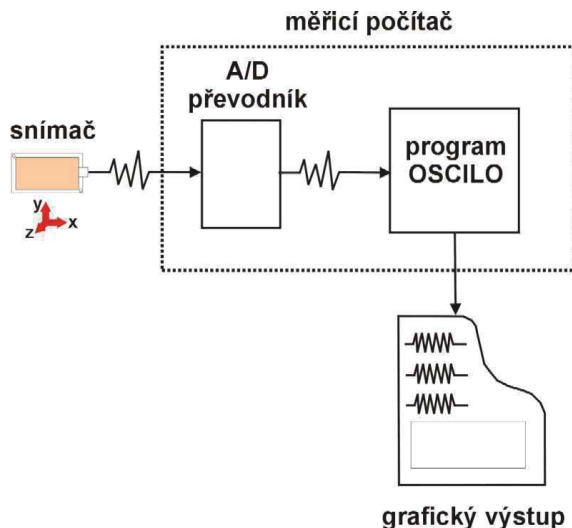 měřicí počítač
A/D
převodník
snímač
program
OSCILO
y
x
z
grafický výstup